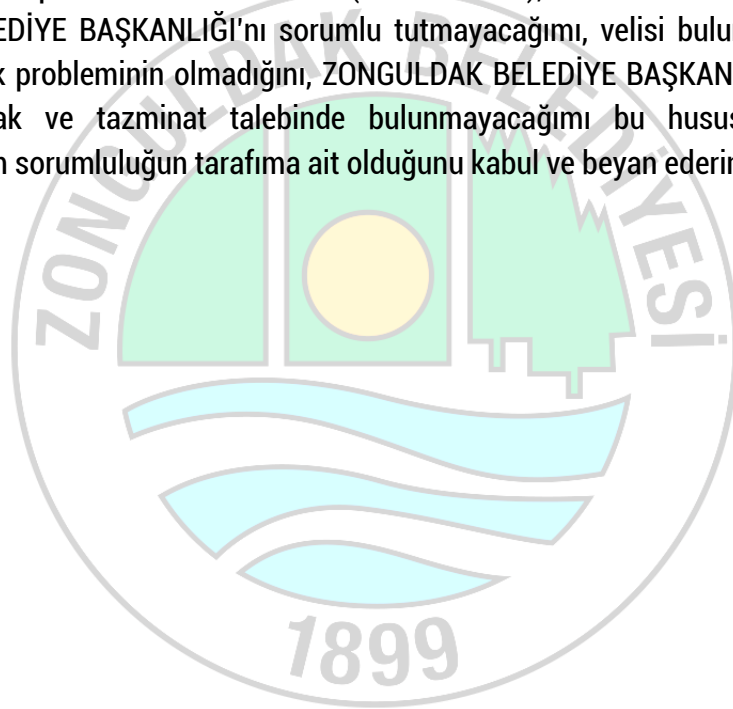 EDİYE BAŞKANLIĞI’nı sorumlu tutmayacağımı, velisi bulu
k probleminin olmadığını, ZONGULDAK BELEDİYE BAŞKAN
ak ve tazminat talebinde bulunmayacağımı bu husus
n sorumluluğun tarafıma ait olduğunu kabul ve beyan ederin
ZONGULDAK BELEDİYESİ
1899